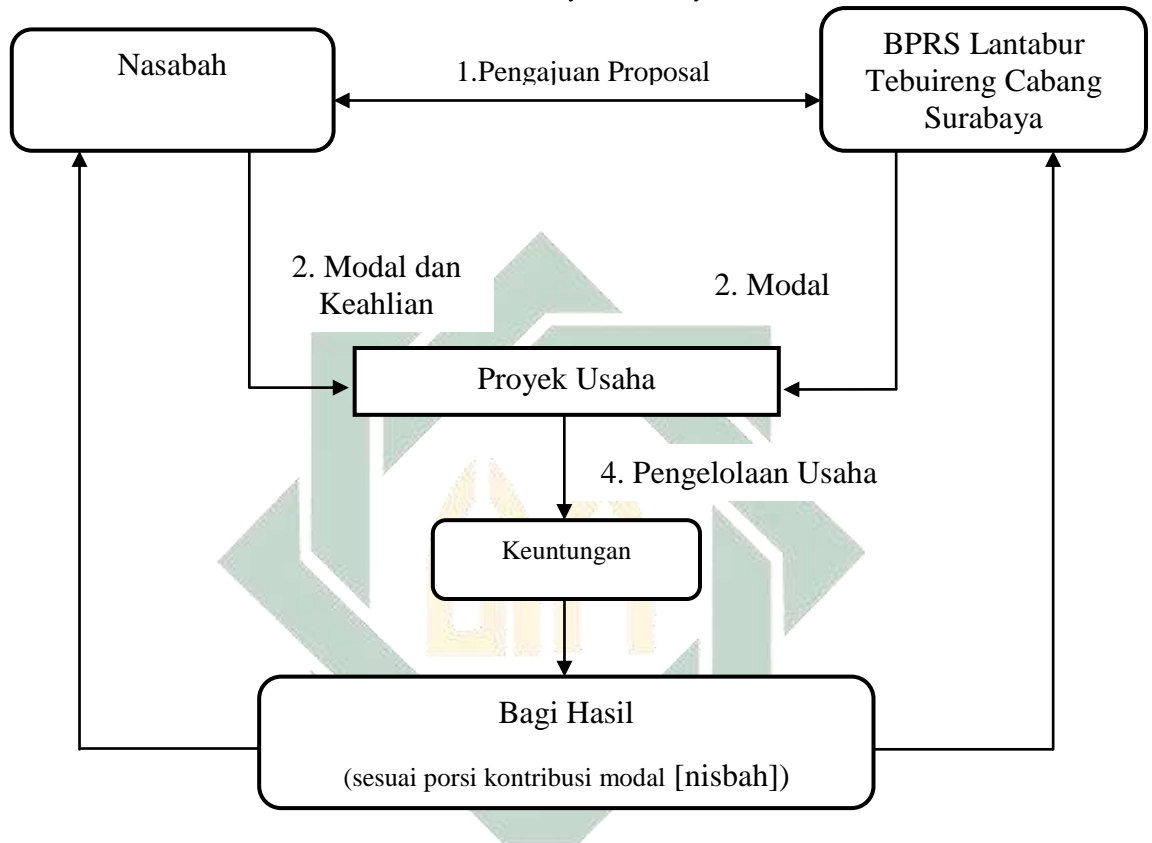 Nasabah
1.Pengajuan Proposal
BPRS Lantabur
Tebuireng Cabang
Surabaya
2. Modal dan
Keahlian
2. Modal
Proyek Usaha
4. Pengelolaan Usaha
Keuntungan
Bagi Hasil
(sesuai porsi kontribusi modal [nisbah])